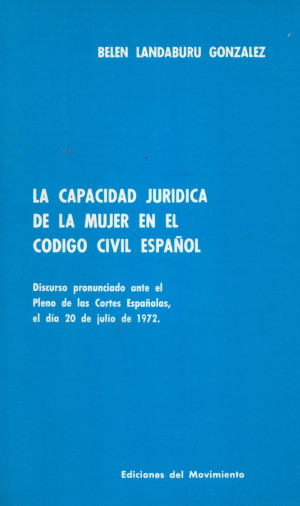 BELEN LANDABURU GONZALEZ
LA CAPACIDAD JURIDICA
DE LA MUJER EN EL
CODIGO CIVIL ESPAÑOL
Discurso pronunciado ante el
Pleno de las Cortes Españolas,
el día 20 de julio de 1972.
Ediciones del Movimiento